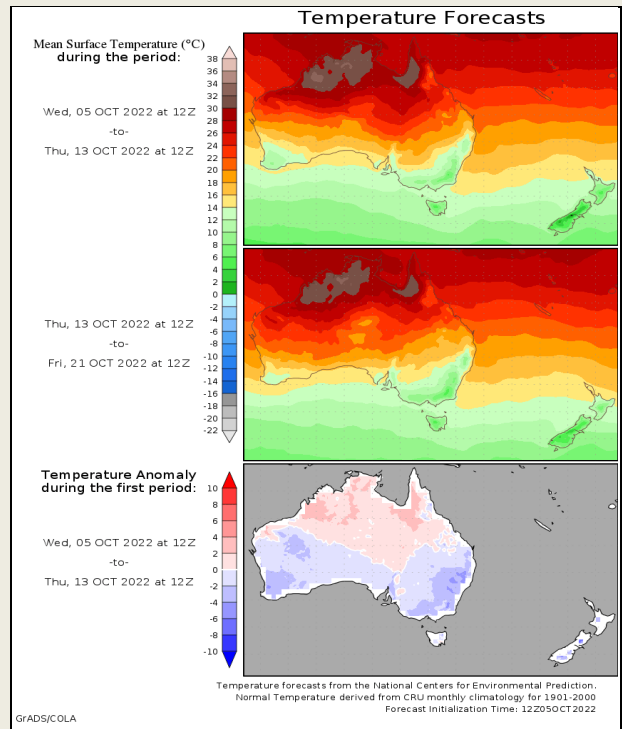 Temperature Forecasts
Mean Surface Temperature (°C)
during the period:
Wed, 05 OCT 2022 at 12Z
-to-
Thu, 13 OCT 2022 at 12Z
38
36
34
32
30
28
26
24
22
20
18
16
14
12
10
8
6
4
2
0
-2
-4
-6
-8
-10
-12
-14
-16
-18
-20
-22
Thu, 13 OCT 2022 at 12Z
-to-
Fri, 21 OCT 2022 at 12Z
Temperature Anomaly
during the first period:
Wed, 05 OCT 2022 at 12Z
-to-
Thu, 13 OCT 2022 at 12Z
10
8
6
4
2
0
-2
-4
-6
-8
-10
Temperature forecasts from the National Centers for Environmental Prediction.
Normal Temperature derived from CRU monthly climatology for 1901-2000
Forecast Initialization Time: 12Z05OCT2022
GrADS/COLA